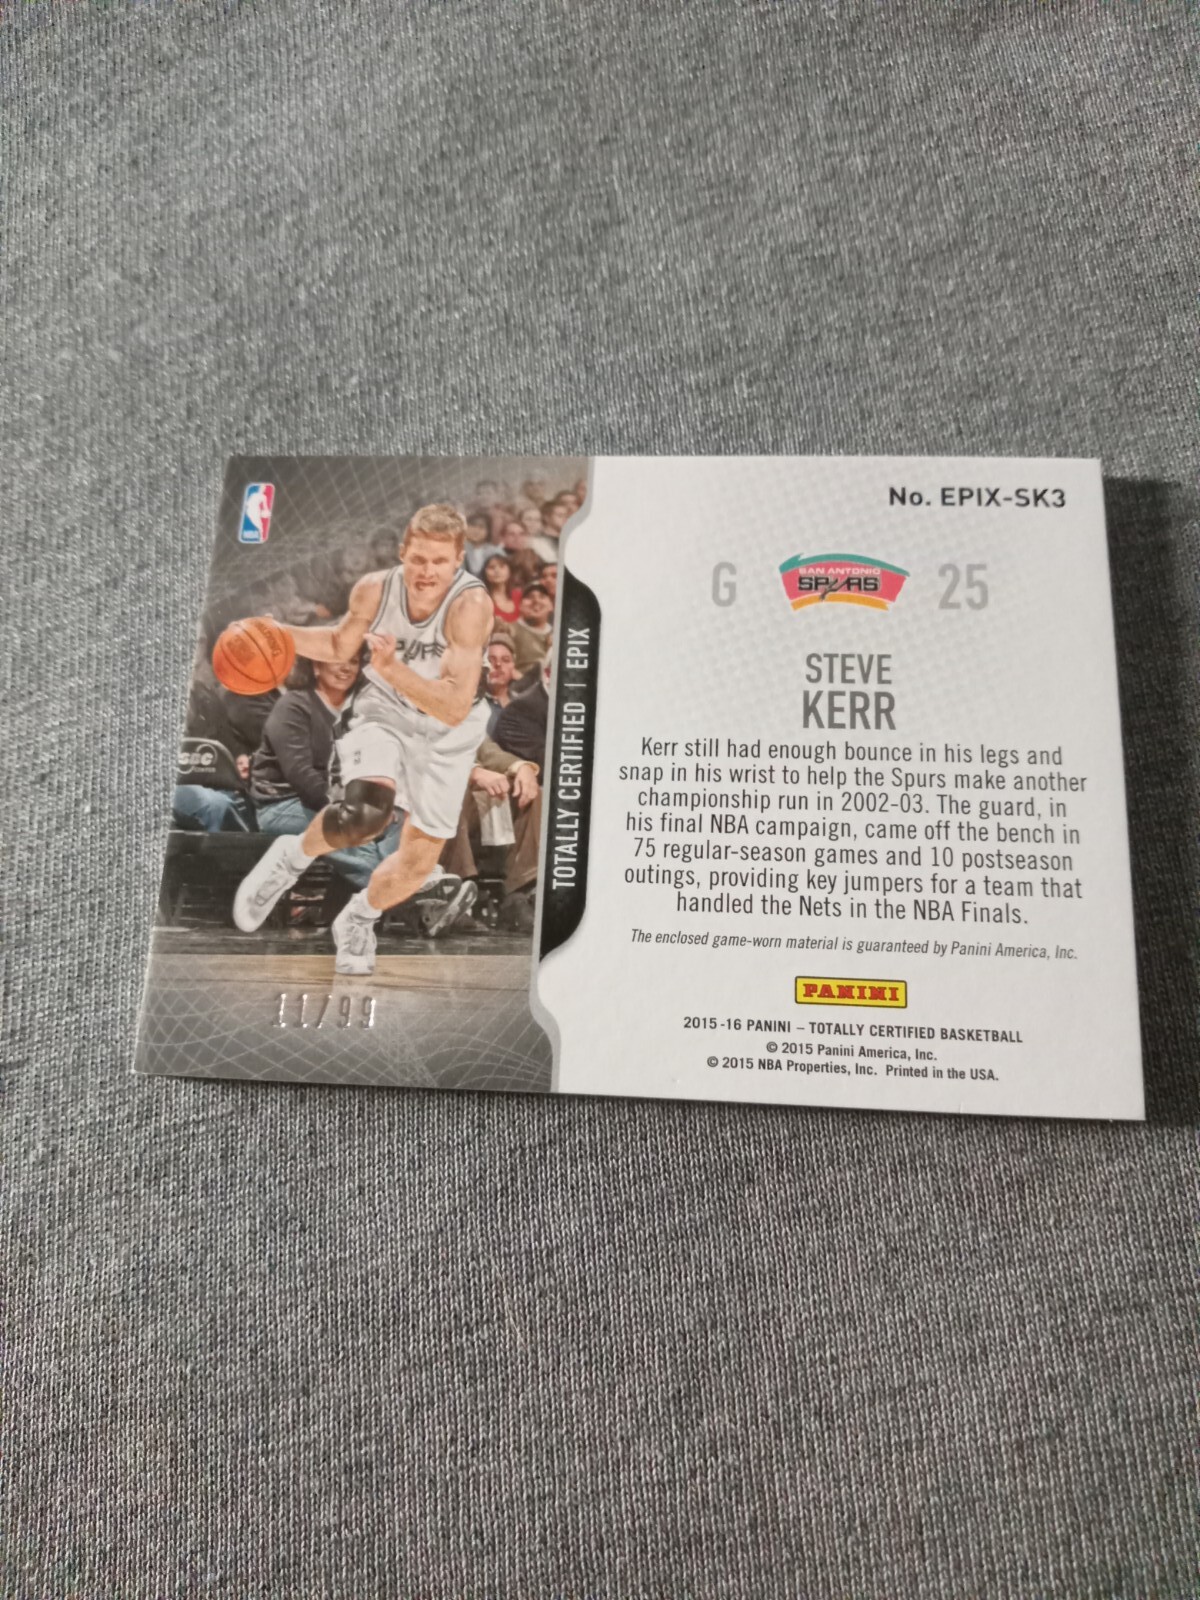 No. EPIX-SK3
G
SAN ANTONIO
SPURS
25
STEVE
KERR
Kerr still had enough bounce in his legs and
snap in his wrist to help the Spurs make another
championship run in 2002-03. The guard, in
his final NBA campaign, came off the bench in
75 regular-season games and 10 postseason
outings, providing key jumpers for a team that
handled the Nets in the NBA Finals.
The enclosed game-worn material is guaranteed by Panini America, Inc.
PANINI
2015-16 PANINI – TOTALLY CERTIFIED BASKETBALL
© 2015 Panini America, Inc.
© 2015 NBA Properties, Inc. Printed in the USA.
TOTALLY CERTIFIED | EPIX
NBA
SPURS
SBC
11/99